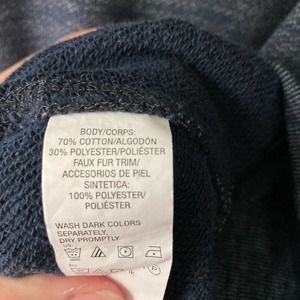 BODY/CORPS:
70% COTTON/ALGODÓN
30% POLYESTER/POLIÉSTER
FAUX FUR TRIM/
ACCESORIOS DE PIEL
SINTETICA:
100% POLYESTER/
POLIÉSTER
WASH DARK COLORS
SEPARATELY,
DRY PROMPTLY